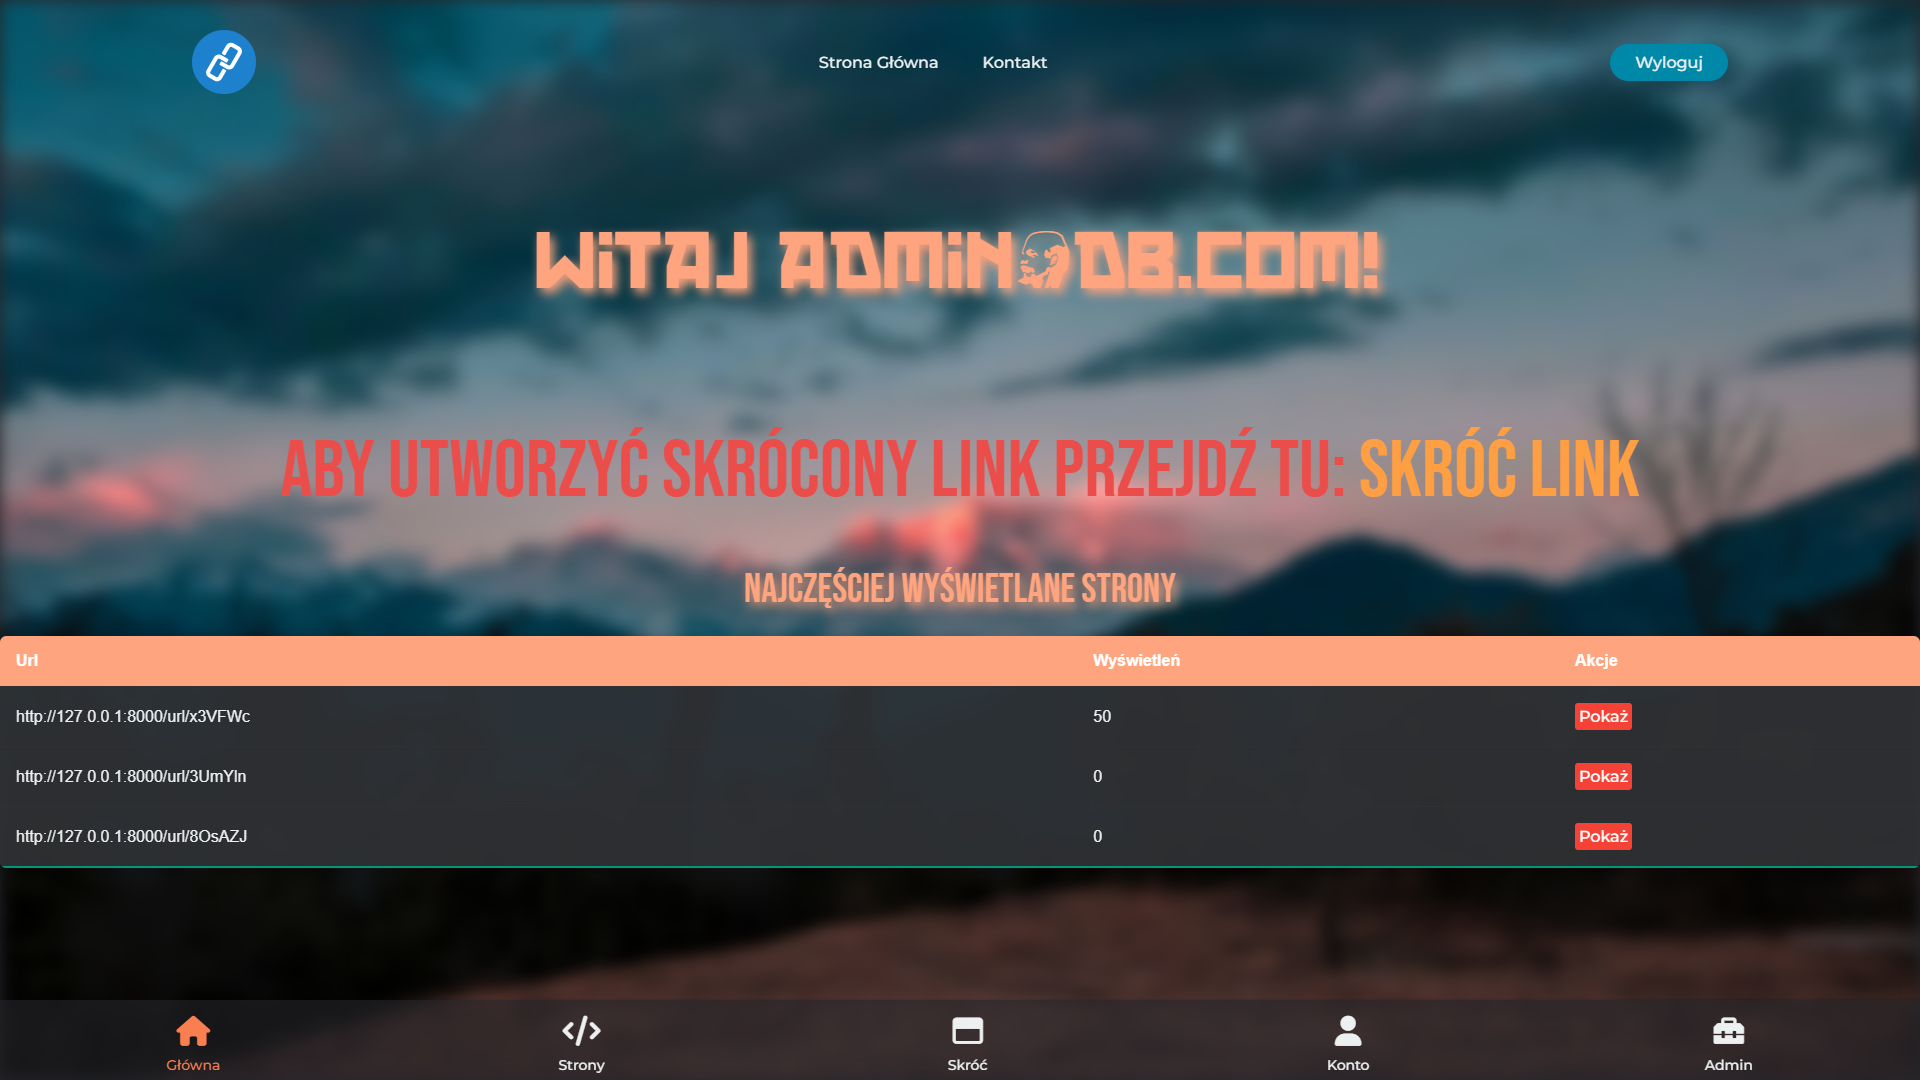 Strona Główna Kontakt Wyloguj
WiTAJ ADMiN@DB.COM!
ABY UTWORZYĆ SKRÓCONY LINK PRZEJDŹ TU: SKRÓĆ LINK
NAJCZĘŚCIEJ WYŚWIETLANE STRONY
Url Wyświetleń Akcje
http://127.0.0.1:8000/url/x3VFWc 50 Pokaż
http://127.0.0.1:8000/url/3UmYln 0 Pokaż
http://127.0.0.1:8000/url/8OsAZJ 0 Pokaż
Główna Strony Skróć Konto Admin